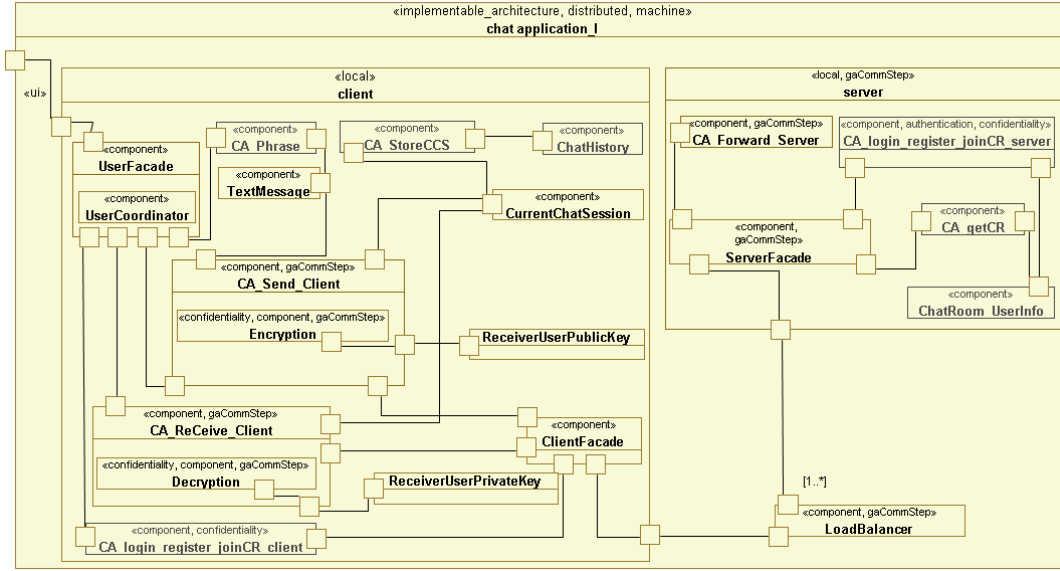 «implementable_architecture, distributed, machine»
chat application_I
«ui»
«local»
client
«component»
UserFacade
UserCoordinator
«component»
CA_Phrase
TextMessage
«component»
CA_StoreCCS
«component»
ChatHistory
CurrentChatSession
«component, gaCommStep»
CA_Send_Client
«confidentiality, component, gaCommStep»
Encryption
ReceiverUserPublicKey
«component, gaCommStep»
CA_ReCeive_Client
«confidentiality, component, gaCommStep»
Decryption
ReceiverUserPrivateKey
«component, gaCommStep»
ClientFacade
«component, confidentiality»
CA_login_register_joinCR_client
«local, gaCommStep»
server
«component, gaCommStep»
CA_Forward_Server
«component, authentication, confidentiality»
CA_login_register_joinCR_server
«component,
gaCommStep»
ServerFacade
«component»
CA_getCR
«component»
ChatRoom_UserInfo
[1..*]
«component, gaCommStep»
LoadBalancer